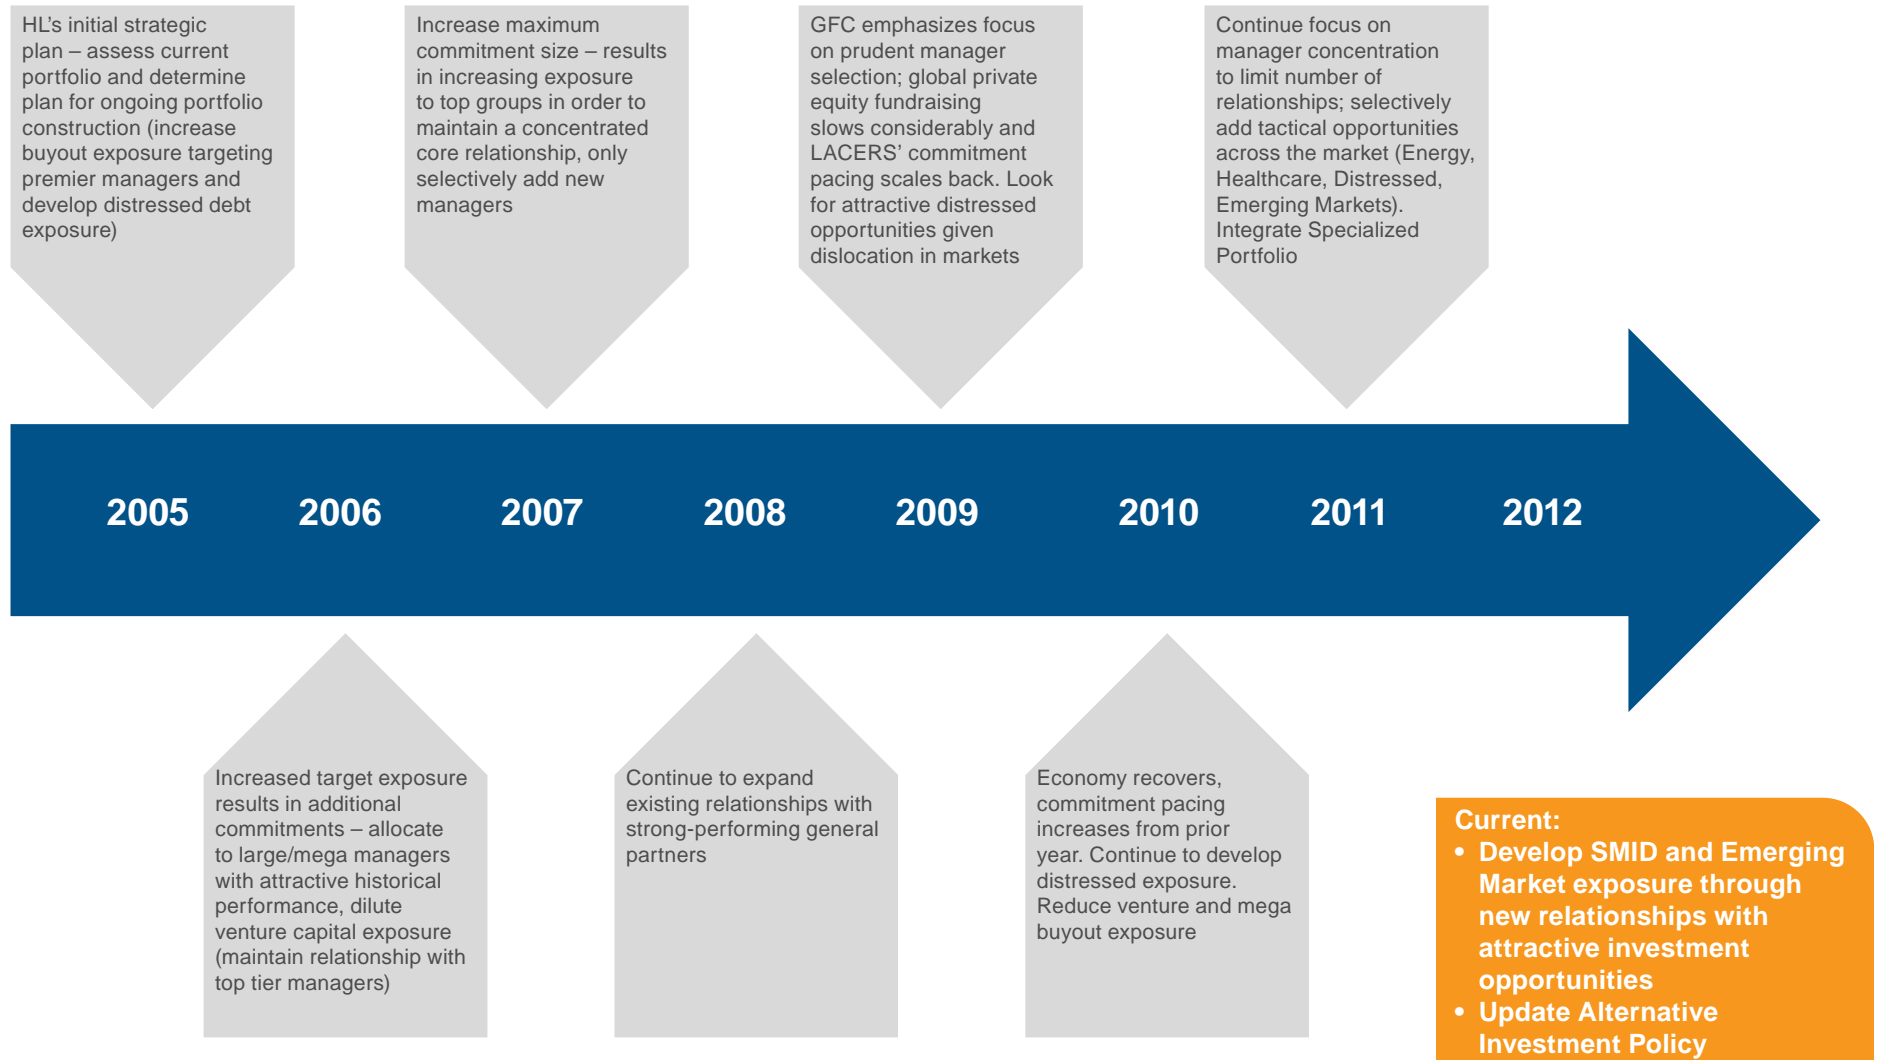 HL's initial strategic
plan – assess current
portfolio and determine
plan for ongoing portfolio
construction (increase
buyout exposure targeting
premier managers and
develop distressed debt
exposure)
Increase maximum
commitment size – results
in increasing exposure
to top groups in order to
maintain a concentrated
core relationship, only
selectively add new
managers
GFC emphasizes focus
on prudent manager
selection; global private
equity fundraising
slows considerably and
LACERS' commitment
pacing scales back. Look
for attractive distressed
opportunities given
dislocation in markets
Continue focus on
manager concentration
to limit number of
relationships; selectively
add tactical opportunities
across the market (Energy,
Healthcare, Distressed,
Emerging Markets).
Integrate Specialized
Portfolio
2005 2006 2007 2008 2009 2010 2011 2012
Increased target exposure
results in additional
commitments – allocate
to large/mega managers
with attractive historical
performance, dilute
venture capital exposure
(maintain relationship with
top tier managers)
Continue to expand
existing relationships with
strong-performing general
partners
Economy recovers,
commitment pacing
increases from prior
year. Continue to develop
distressed exposure.
Reduce venture and mega
buyout exposure
Current:
• Develop SMID and Emerging
Market exposure through
new relationships with
attractive investment
opportunities
• Update Alternative
Investment Policy